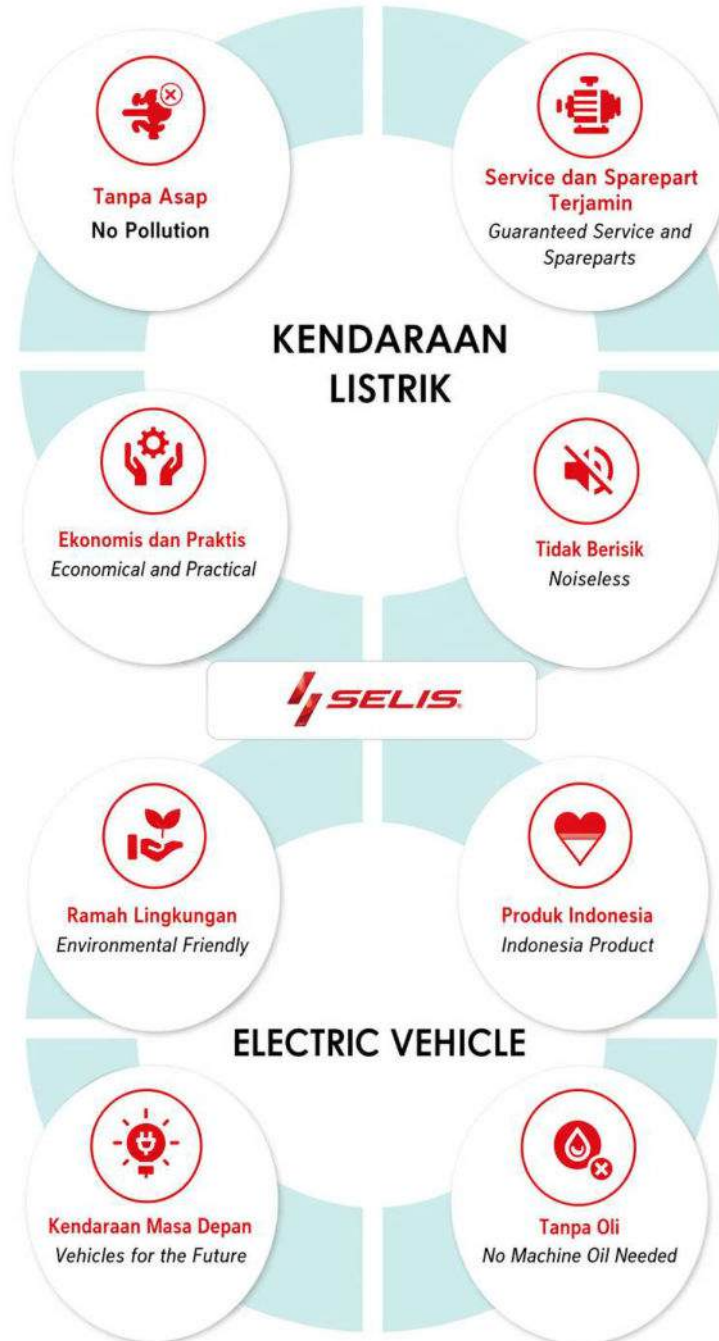 Tanpa Asap
No Pollution
Service dan Sparepart
Terjamin
Guaranteed Service and
Spareparts
KENDARAAN
LISTRIK
Ekonomis dan Praktis
Economical and Practical
Tidak Berisik
Noiseless
SELIS
Ramah Lingkungan
Environmental Friendly
Produk Indonesia
Indonesia Product
ELECTRIC VEHICLE
Kendaraan Masa Depan
Vehicles for the Future
Tanpa Oli
No Machine Oil Needed